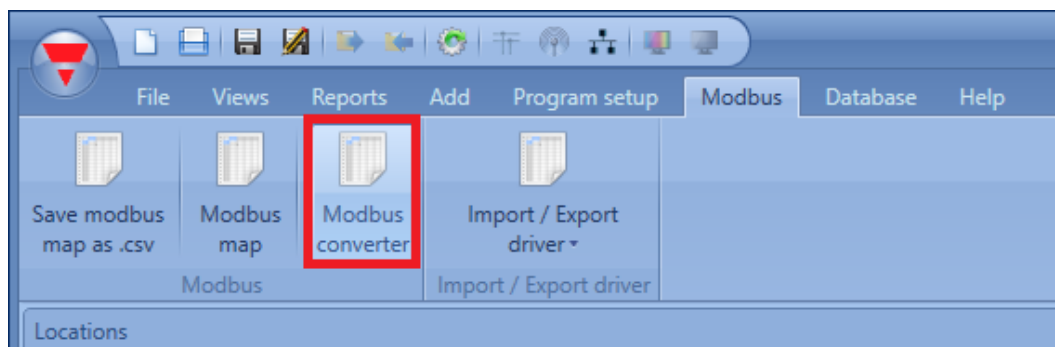 File Views Reports Add Program setup Modbus Database Help
Save modbus map as .csv
Modbus map
Modbus converter
Import / Export driver
Modbus
Import / Export driver
Locations